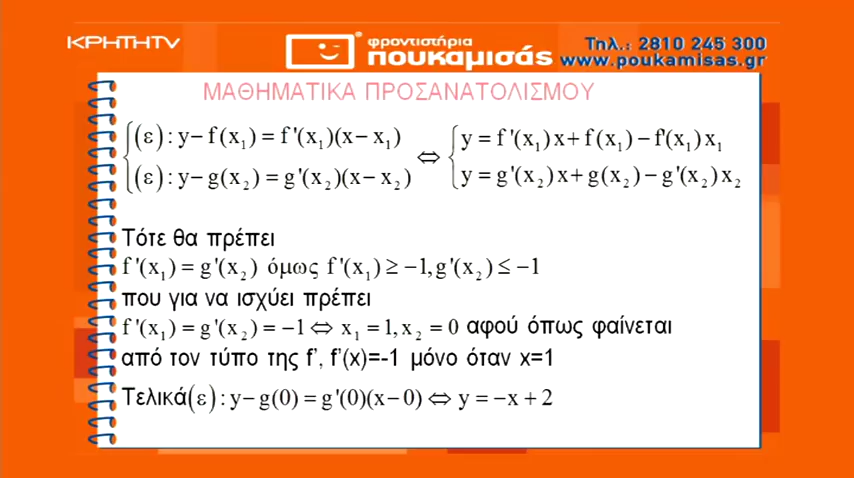 ΚΡΗΤΗTV
φροντιστήρια
πουκαμισάς
Τηλ.: 2810 245 300
www.poukamisas.gr
ΜΑΘΗΜΑΤΙΚΑ ΠΡΟΣΑΝΑΤΟΛΙΣΜΟΥ
{(ε): y−f(x₁)=f'(x₁)(x−x₁) ⇔ {y=f'(x₁)x+f(x₁)−f'(x₁)x₁
{(ε): y−g(x₂)=g'(x₂)(x−x₂) {y=g'(x₂)x+g(x₂)−g'(x₂)x₂
Τότε θα πρέπει
f'(x₁)=g'(x₂) όμως f'(x₁)≥−1,g'(x₂)≤−1
που για να ισχύει πρέπει
f'(x₁)=g'(x₂)=−1⇔x₁=1,x₂=0 αφού όπως φαίνεται
από τον τύπο της f', f'(x)=-1 μόνο όταν x=1
Τελικά(ε): y−g(0)=g'(0)(x−0)⇔y=−x+2